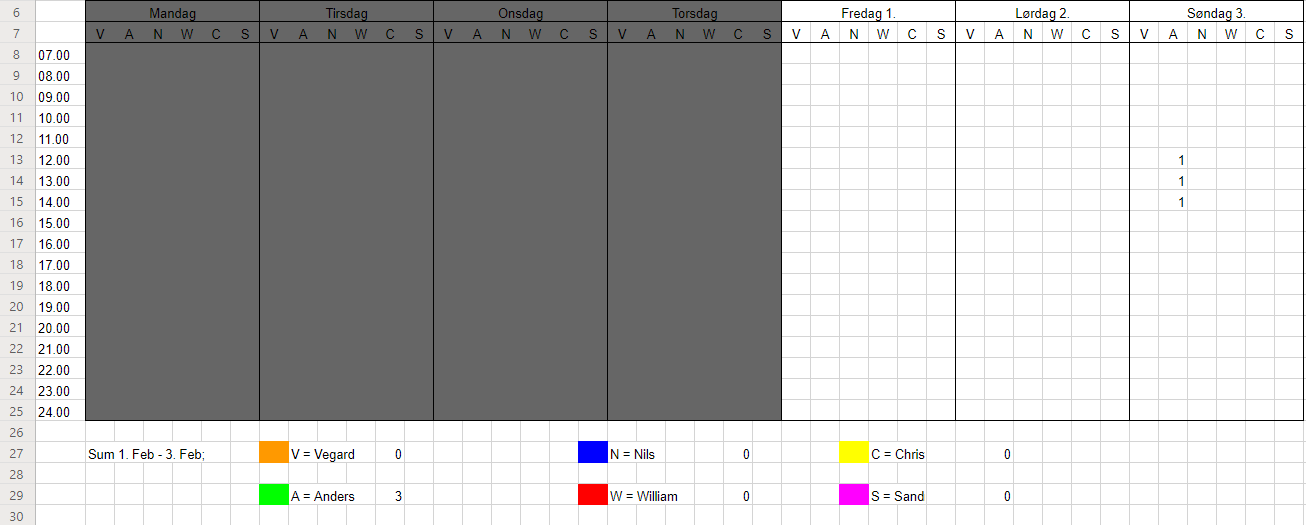 6 Mandag Tirsdag Onsdag Torsdag Fredag 1. Lørdag 2. Søndag 3.
7 V A N W C S V A N W C S V A N W C S V A N W C S V A N W C S V A N W C S V A N W C S
8 07.00
9 08.00
10 09.00
11 10.00
12 11.00
13 12.00 1
14 13.00 1
15 14.00 1
16 15.00
17 16.00
18 17.00
19 18.00
20 19.00
21 20.00
22 21.00
23 22.00
24 23.00
25 24.00
26
27 Sum 1. Feb - 3. Feb; V = Vegard 0 N = Nils 0 C = Chris 0
28
29 A = Anders 3 W = William 0 S = Sand 0
30